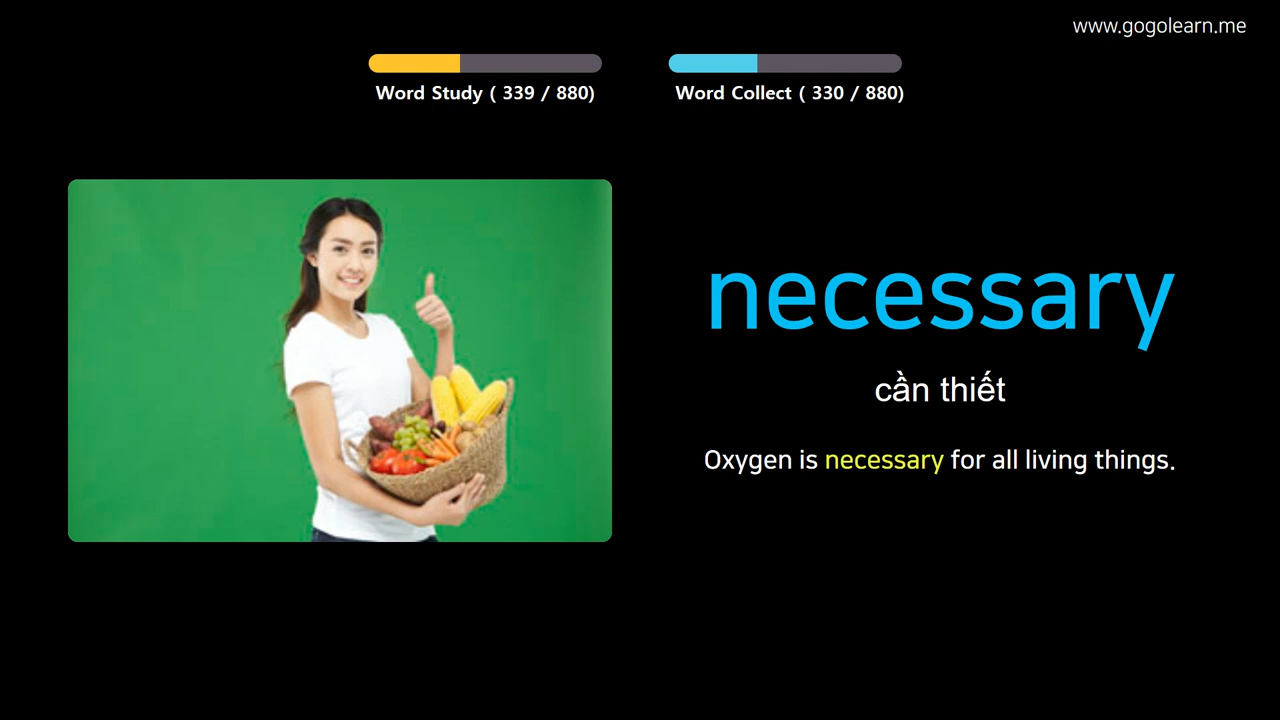 www.gogolearn.me
Word Study ( 339 / 880)
Word Collect ( 330 / 880)
necessary
cần thiết
Oxygen is necessary for all living things.